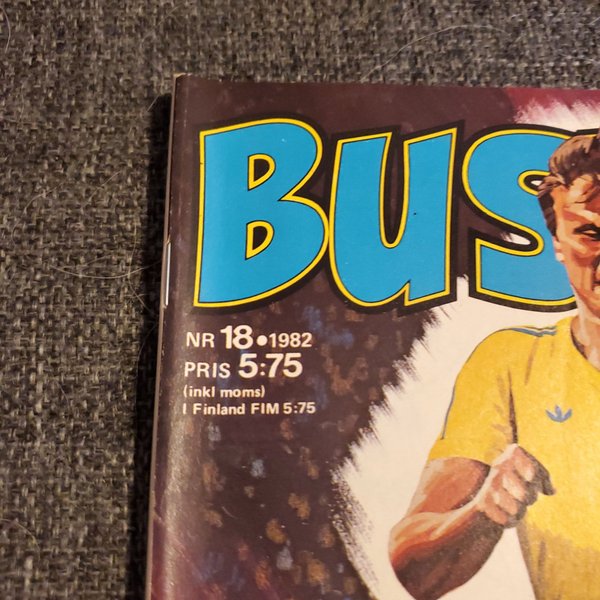 BUS
NR 18•1982
PRIS 5:75
(inkl moms)
I Finland FIM 5:75